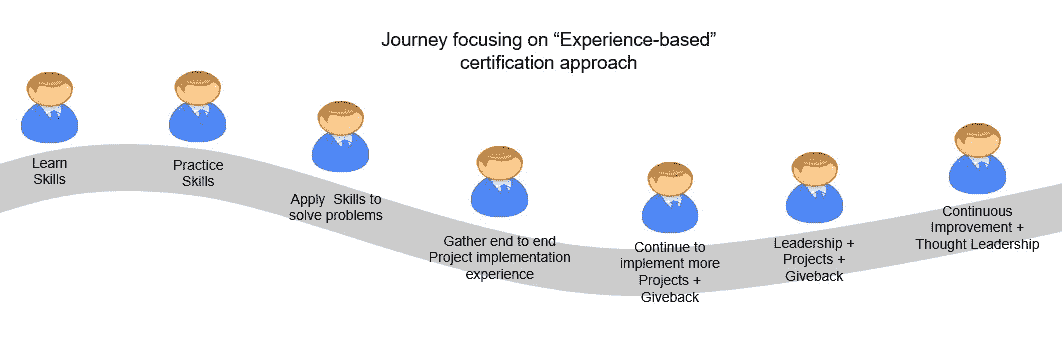 Journey focusing on “Experience-based”
certification approach
Learn
Skills
Practice
Skills
Apply Skills to
solve problems
Gather end to end
Project implementation
experience
Continue to
implement more
Projects +
Giveback
Leadership +
Projects +
Giveback
Continuous
Improvement +
Thought Leadership